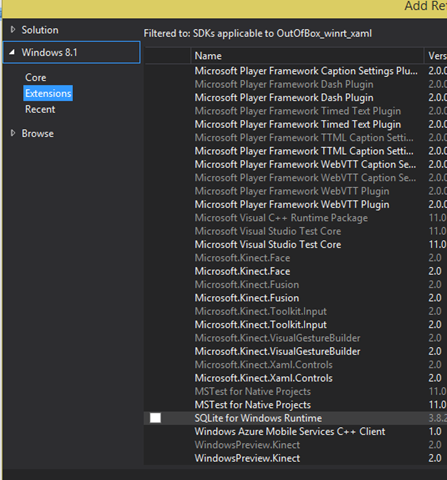 Add Re
Solution
Filtered to: SDKs applicable to OutOfBox_winrt_xaml
Windows 8.1
Core
Extensions
Recent
Browse
Name Vers
Microsoft Player Framework Caption Settings Plu... 2.0.0
Microsoft Player Framework Dash Plugin 2.0.0
Microsoft Player Framework Dash Plugin 2.0.0
Microsoft Player Framework Timed Text Plugin 2.0.0
Microsoft Player Framework Timed Text Plugin 2.0.0
Microsoft Player Framework TTML Caption Setti... 2.0.0
Microsoft Player Framework TTML Caption Setti... 2.0.0
Microsoft Player Framework WebVTT Caption Se... 2.0.0
Microsoft Player Framework WebVTT Caption Se... 2.0.0
Microsoft Player Framework WebVTT Plugin 2.0.0
Microsoft Player Framework WebVTT Plugin 2.0.0
Microsoft Visual C++ Runtime Package 11.0
Microsoft Visual Studio Test Core 11.0
Microsoft Visual Studio Test Core 11.0
Microsoft.Kinect.Face 2.0
Microsoft.Kinect.Face 2.0
Microsoft.Kinect.Fusion 2.0
Microsoft.Kinect.Fusion 2.0
Microsoft.Kinect.Toolkit.Input 2.0
Microsoft.Kinect.Toolkit.Input 2.0
Microsoft.Kinect.VisualGestureBuilder 2.0
Microsoft.Kinect.VisualGestureBuilder 2.0
Microsoft.Kinect.Xaml.Controls 2.0
Microsoft.Kinect.Xaml.Controls 2.0
MSTest for Native Projects 11.0
MSTest for Native Projects 11.0
SQLite for Windows Runtime 3.8.2
Windows Azure Mobile Services C++ Client 1.0
WindowsPreview.Kinect 2.0
WindowsPreview.Kinect 2.0